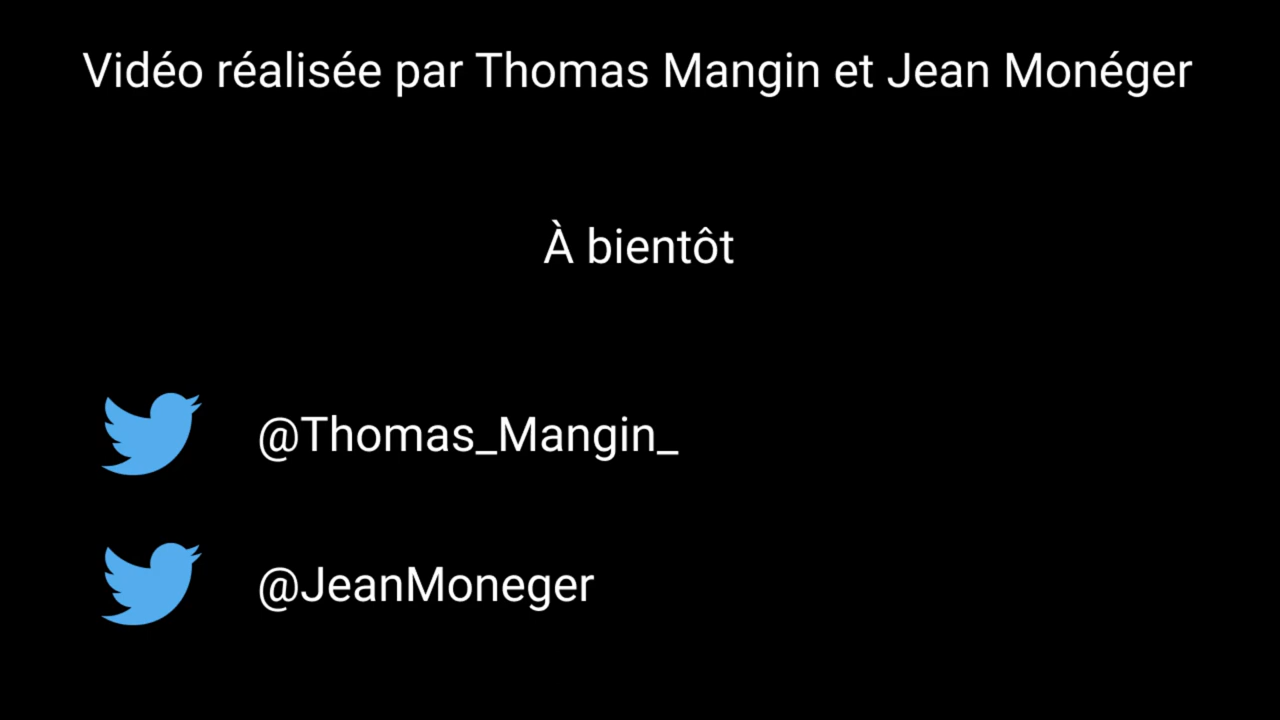 Vidéo réalisée par Thomas Mangin et Jean Monéger
À bientôt
@Thomas_Mangin_
@JeanMoneger